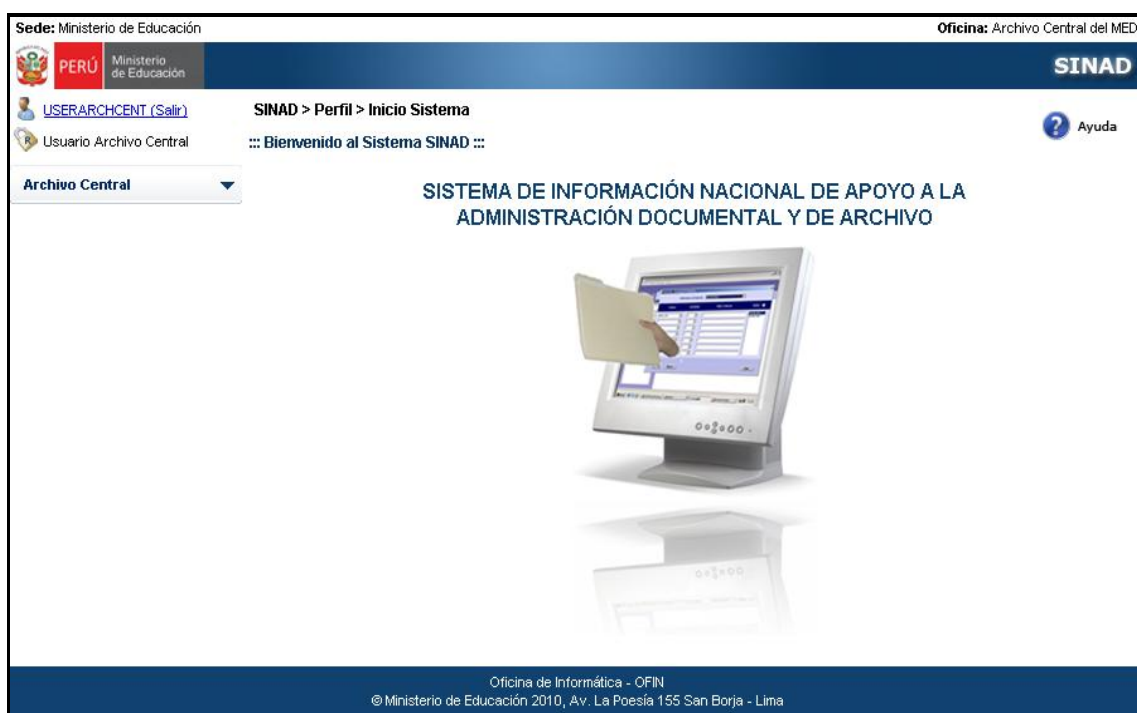 Sede: Ministerio de Educación
Oficina: Archivo Central del MED
PERÚ
Ministerio
de Educación
SINAD
USERARCHCENT (Salir)
SINAD > Perfil > Inicio Sistema
Ayuda
Usuario Archivo Central
::: Bienvenido al Sistema SINAD :::
Archivo Central
SISTEMA DE INFORMACIÓN NACIONAL DE APOYO A LA
ADMINISTRACIÓN DOCUMENTAL Y DE ARCHIVO
Oficina de Informática - OFIN
© Ministerio de Educación 2010, Av. La Poesía 155 San Borja - Lima